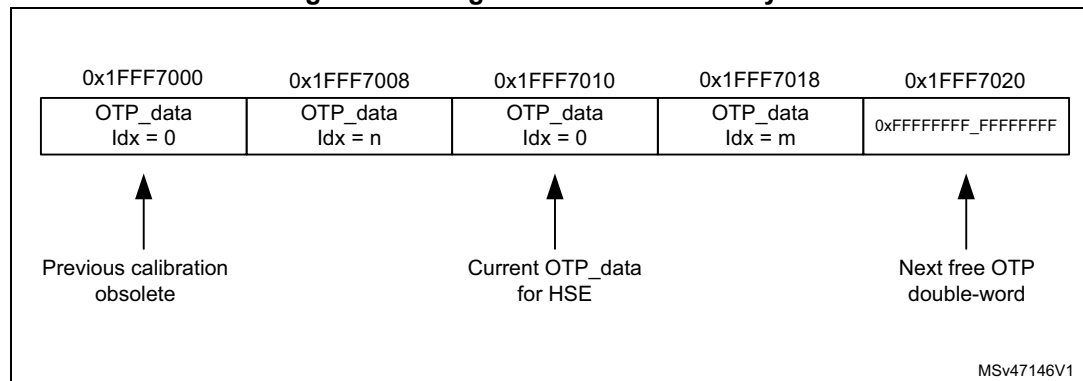 0x1FFF7000 0x1FFF7008 0x1FFF7010 0x1FFF7018 0x1FFF7020
OTP_data OTP_data OTP_data OTP_data 0xFFFFFFFF_FFFFFFFF
Idx = 0 Idx = n Idx = 0 Idx = m
Previous calibration Current OTP_data Next free OTP
obsolete for HSE double-word
MSv47146V1